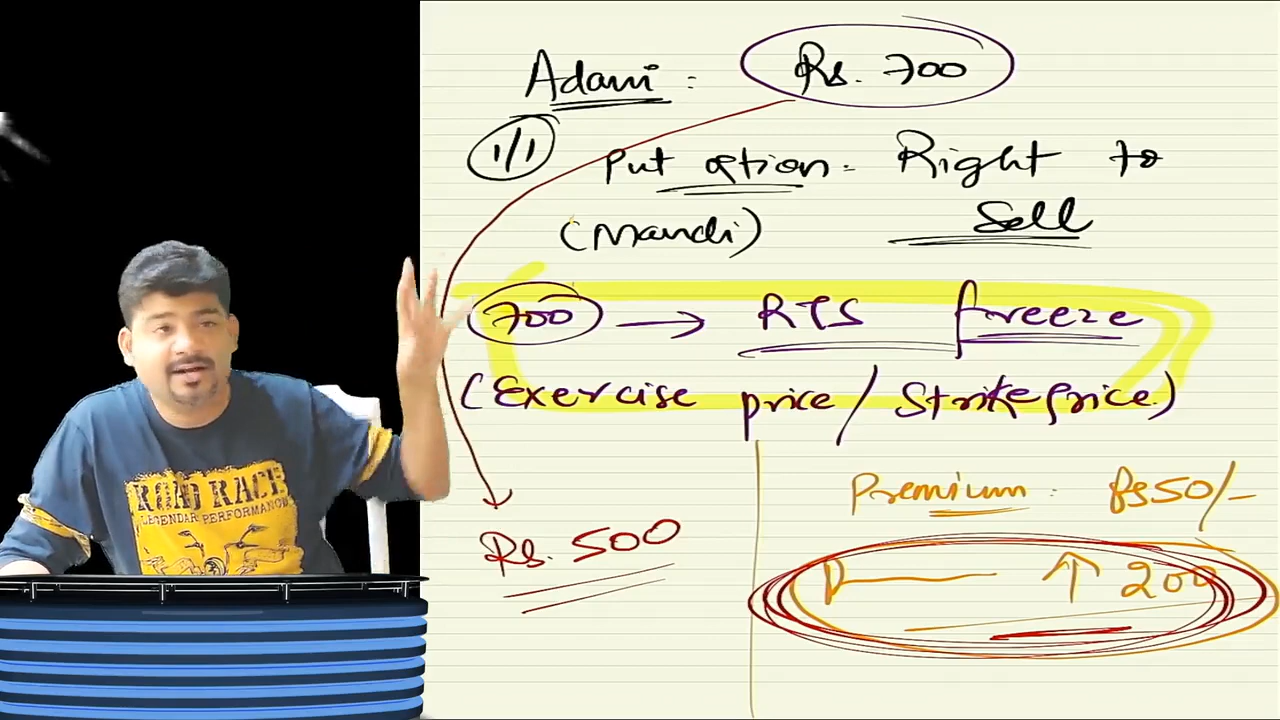 Adani : Rs. 700
1/1 Put option = Right to
(Mandi) Sell
700 → RTS freeze
(Exercise price / Strike price)
Premium : Rs 50/-
Rs. 500
P ↑ 200
ROAD RACE
LEGENDARY PERFORMANCE